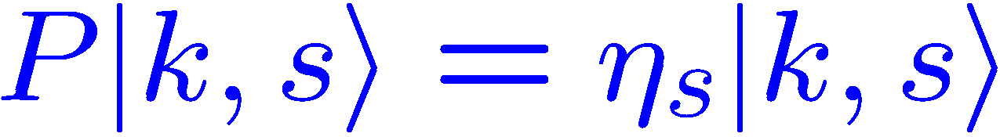 P|k, s⟩ = η_s|k, s⟩